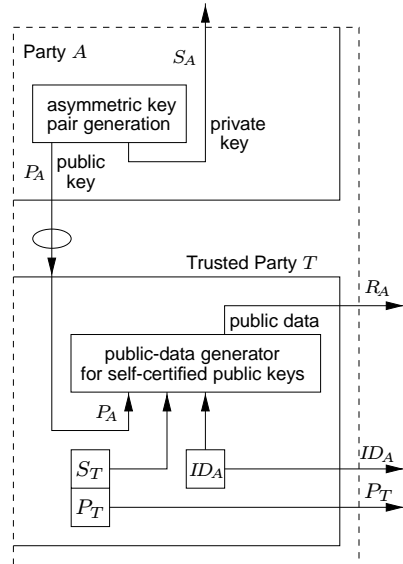 Party A
S_A
asymmetric key
pair generation
private
key
P_A
public
key
Trusted Party T
R_A
public data
public-data generator
for self-certified public keys
P_A
S_T
ID_A
ID_A
P_T
P_T